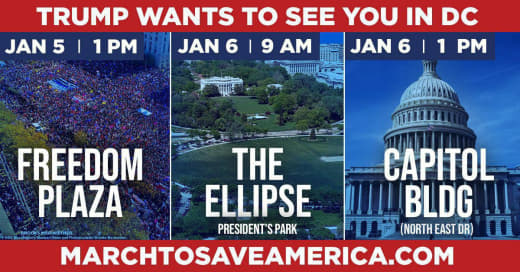 TRUMP WANTS TO SEE YOU IN DC
JAN 5 | 1 PM
FREEDOM
PLAZA
JAN 6 | 9 AM
THE
ELLIPSE
PRESIDENT'S PARK
JAN 6 | 1 PM
CAPITOL
BLDG
(NORTH EAST DR)
MARCHTOSAVEAMERICA.COM